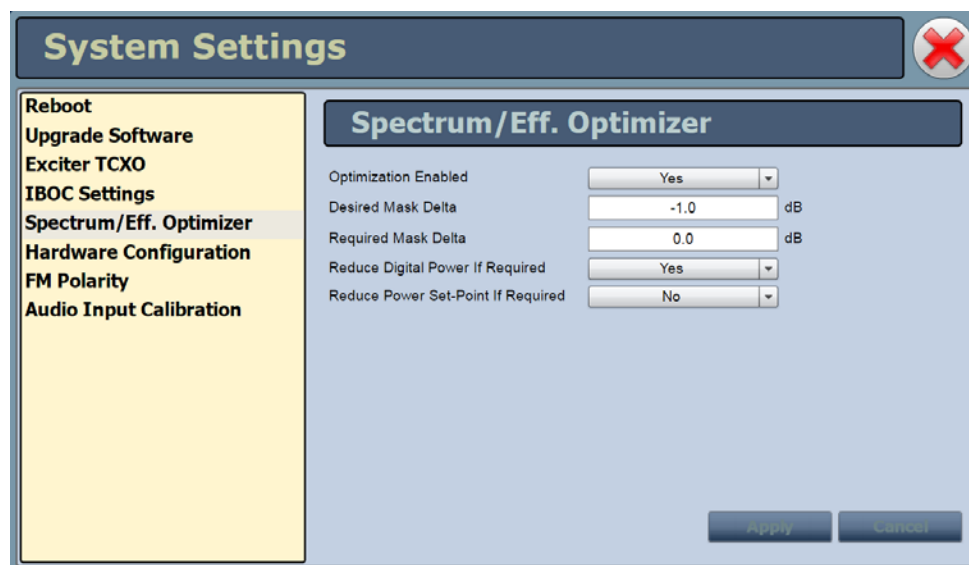 System Settings
Reboot
Upgrade Software
Exciter TCXO
IBOC Settings
Spectrum/Eff. Optimizer
Hardware Configuration
FM Polarity
Audio Input Calibration
Spectrum/Eff. Optimizer
Optimization Enabled Yes
Desired Mask Delta -1.0 dB
Required Mask Delta 0.0 dB
Reduce Digital Power If Required Yes
Reduce Power Set-Point If Required No
Apply Cancel